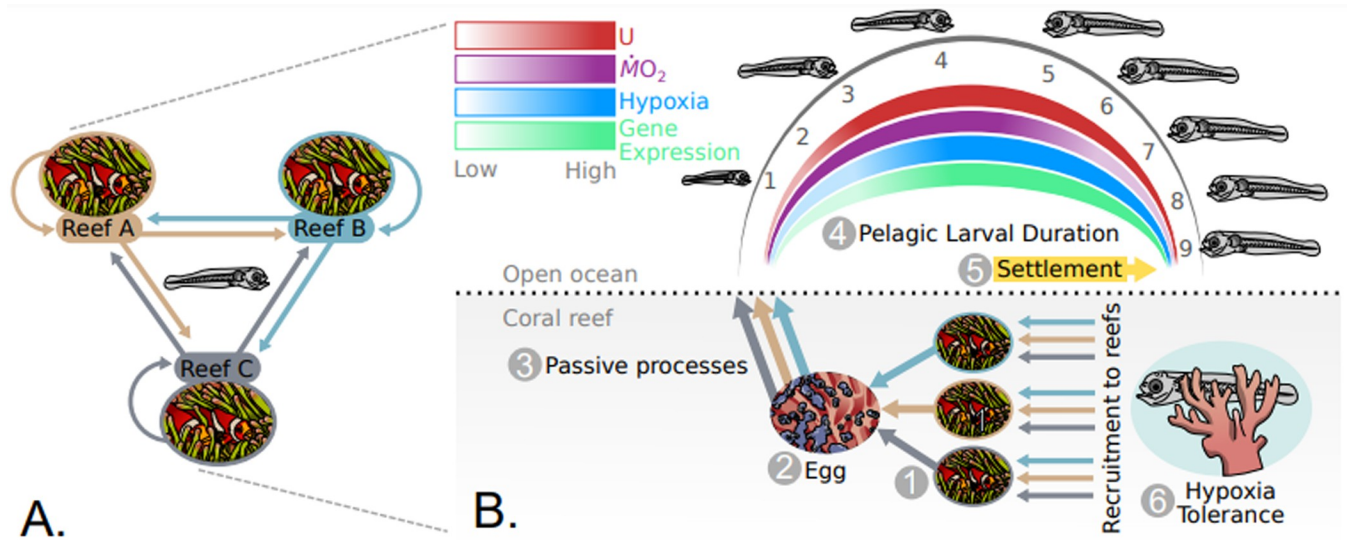 Reef A
Reef B
Reef C
A.
U
ṀO₂
Hypoxia
Gene
Expression
Low High
1
2
3
4
5
6
7
8
9
4 Pelagic Larval Duration
5 Settlement
Open ocean
Coral reef
3 Passive processes
2 Egg
1
Recruitment to reefs
6 Hypoxia
Tolerance
B.